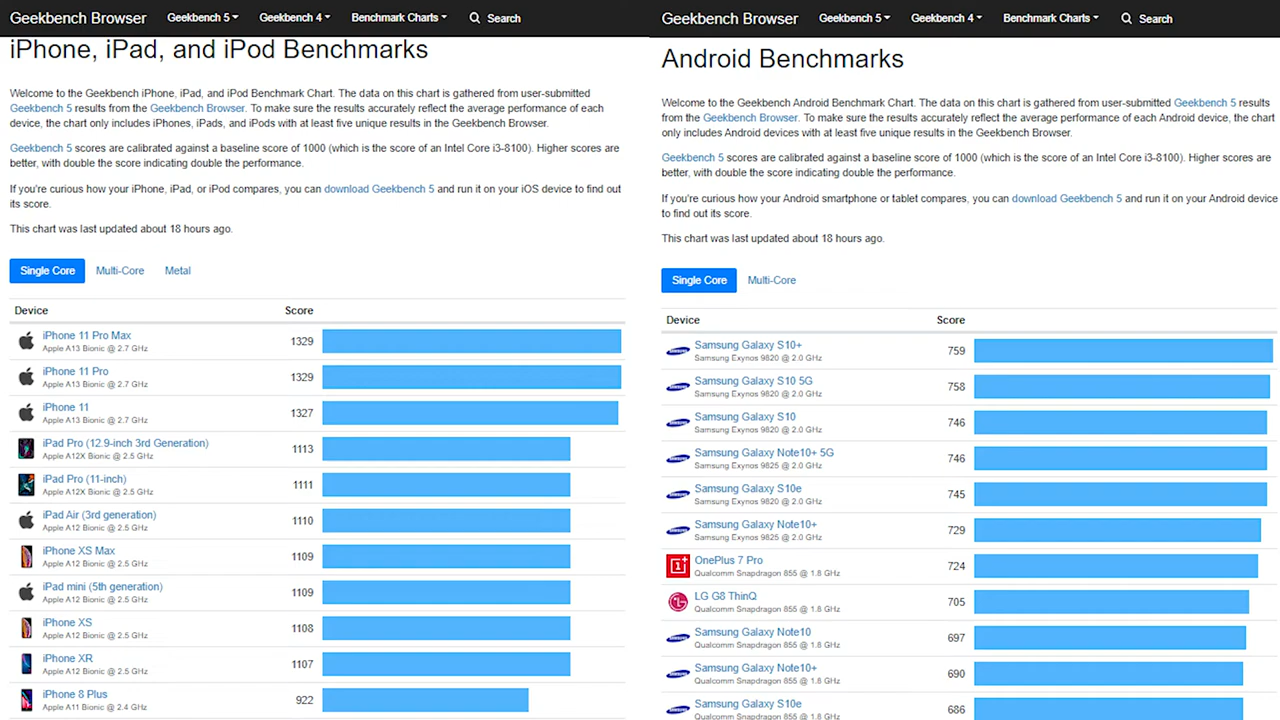 Geekbench Browser Geekbench 5 Geekbench 4 Benchmark Charts Search
iPhone, iPad, and iPod Benchmarks
Welcome to the Geekbench iPhone, iPad, and iPod Benchmark Chart. The data on this chart is gathered from user-submitted
Geekbench 5 results from the Geekbench Browser. To make sure the results accurately reflect the average performance of each
device, the chart only includes iPhones, iPads, and iPods with at least five unique results in the Geekbench Browser.
Geekbench 5 scores are calibrated against a baseline score of 1000 (which is the score of an Intel Core i3-8100). Higher scores are
better, with double the score indicating double the performance.
If you're curious how your iPhone, iPad, or iPod compares, you can download Geekbench 5 and run it on your iOS device to find out
its score.
This chart was last updated about 18 hours ago.
Single Core Multi-Core Metal
Device Score
iPhone 11 Pro Max
Apple A13 Bionic @ 2.7 GHz
1329
iPhone 11 Pro
Apple A13 Bionic @ 2.7 GHz
1329
iPhone 11
Apple A13 Bionic @ 2.7 GHz
1327
iPad Pro (12.9-inch 3rd Generation)
Apple A12X Bionic @ 2.5 GHz
1113
iPad Pro (11-inch)
Apple A12X Bionic @ 2.5 GHz
1111
iPad Air (3rd generation)
Apple A12 Bionic @ 2.5 GHz
1110
iPhone XS Max
Apple A12 Bionic @ 2.5 GHz
1109
iPad mini (5th generation)
Apple A12 Bionic @ 2.5 GHz
1109
iPhone XS
Apple A12 Bionic @ 2.5 GHz
1108
iPhone XR
Apple A12 Bionic @ 2.5 GHz
1107
iPhone 8 Plus
Apple A11 Bionic @ 2.4 GHz
922
Geekbench Browser Geekbench 5 Geekbench 4 Benchmark Charts Search
Android Benchmarks
Welcome to the Geekbench Android Benchmark Chart. The data on this chart is gathered from user-submitted Geekbench 5 results
from the Geekbench Browser. To make sure the results accurately reflect the average performance of each Android device, the chart
only includes Android devices with at least five unique results in the Geekbench Browser.
Geekbench 5 scores are calibrated against a baseline score of 1000 (which is the score of an Intel Core i3-8100). Higher scores are
better, with double the score indicating double the performance.
If you're curious how your Android smartphone or tablet compares, you can download Geekbench 5 and run it on your Android device
to find out its score.
This chart was last updated about 18 hours ago.
Single Core Multi-Core
Device Score
Samsung Galaxy S10+
Samsung Exynos 9820 @ 2.0 GHz
759
Samsung Galaxy S10 5G
Samsung Exynos 9820 @ 2.0 GHz
758
Samsung Galaxy S10
Samsung Exynos 9820 @ 2.0 GHz
746
Samsung Galaxy Note10+ 5G
Samsung Exynos 9825 @ 2.0 GHz
746
Samsung Galaxy S10e
Samsung Exynos 9820 @ 2.0 GHz
745
Samsung Galaxy Note10+
Samsung Exynos 9825 @ 2.0 GHz
729
OnePlus 7 Pro
Qualcomm Snapdragon 855 @ 1.8 GHz
724
LG G8 ThinQ
Qualcomm Snapdragon 855 @ 1.8 GHz
705
Samsung Galaxy Note10
Qualcomm Snapdragon 855 @ 1.8 GHz
697
Samsung Galaxy Note10+
Qualcomm Snapdragon 855 @ 1.8 GHz
690
Samsung Galaxy S10e
Qualcomm Snapdragon 855 @ 1.8 GHz
686